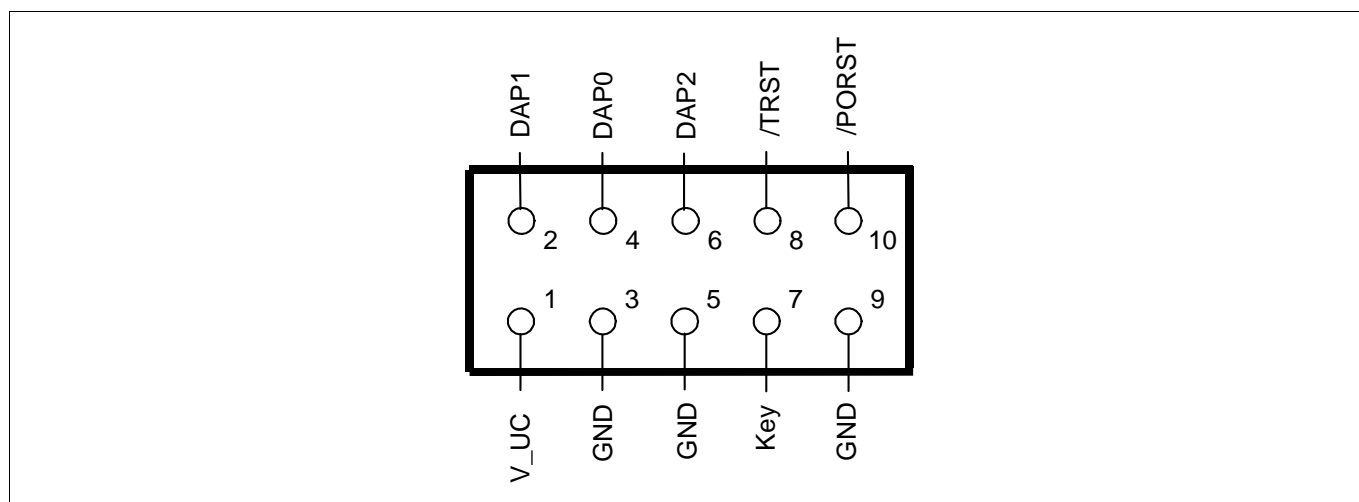 DAP1
DAP0
DAP2
/TRST
/PORST
2
4
6
8
10
1
3
5
7
9
V_UC
GND
GND
Key
GND